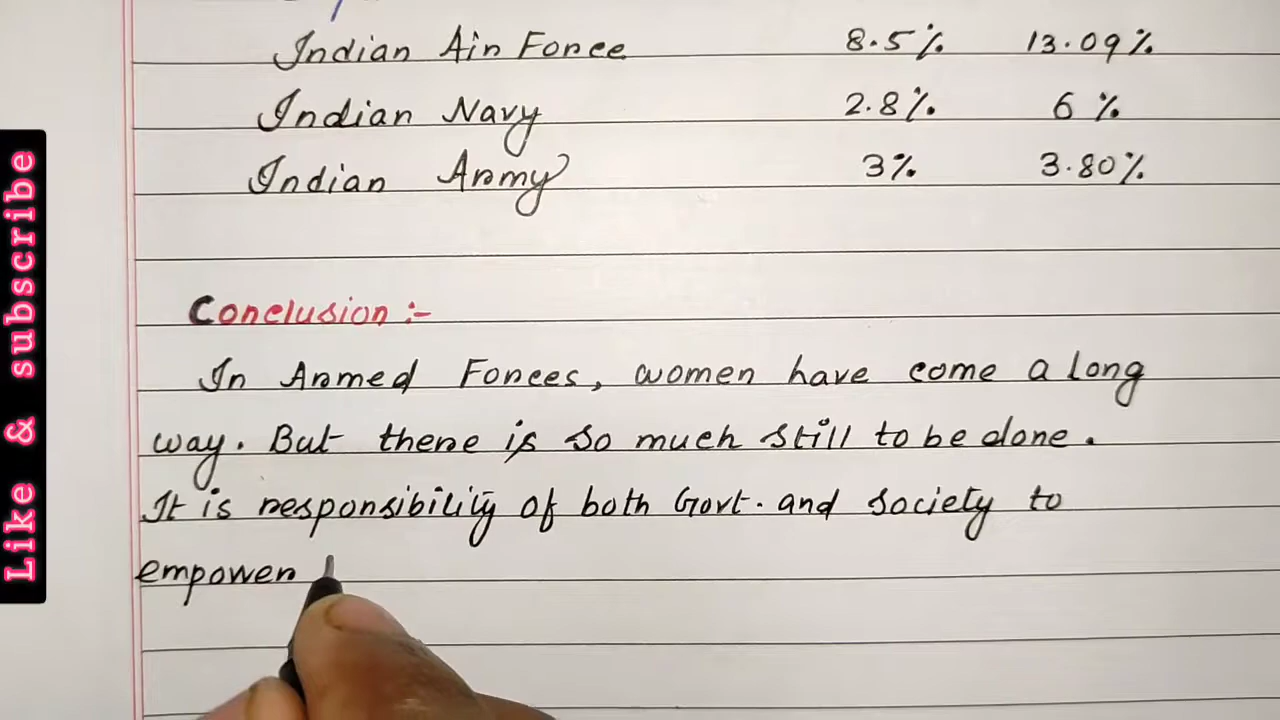 Indian Air Force 8.5% 13.09%
Indian Navy 2.8% 6%
Indian Army 3% 3.80%
Conclusion :-
In Armed Forces, women have come a long
way. But there is so much still to be done.
It is responsibility of both Govt. and society to
empower
Like & subscribe